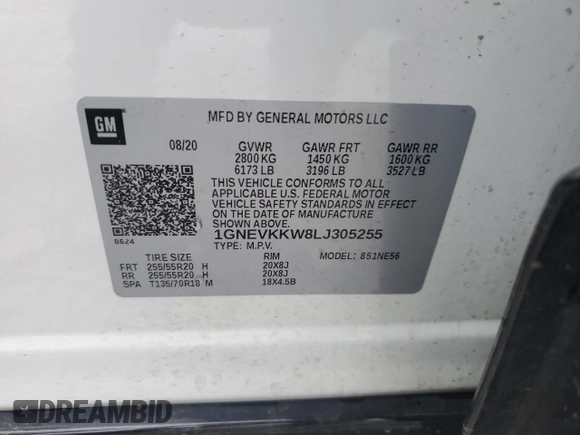 GM
MFD BY GENERAL MOTORS LLC
08/20 GVWR GAWR FRT GAWR RR
2800 KG 1450 KG 1600 KG
6173 LB 3196 LB 3527 LB
THIS VEHICLE CONFORMS TO ALL
APPLICABLE U.S. FEDERAL MOTOR
VEHICLE SAFETY STANDARDS IN EFFECT
ON THE DATE OF MANUFACTURE
SHOWN ABOVE.
8624
1GNEVKKW8LJ305255
TYPE: M.P.V. MODEL: 851NE56
TIRE SIZE RIM
FRT 255/55R20 H 20X8J
RR 255/55R20 H 20X8J
SPA T135/70R18 M 18X4.5B
DREAMBID